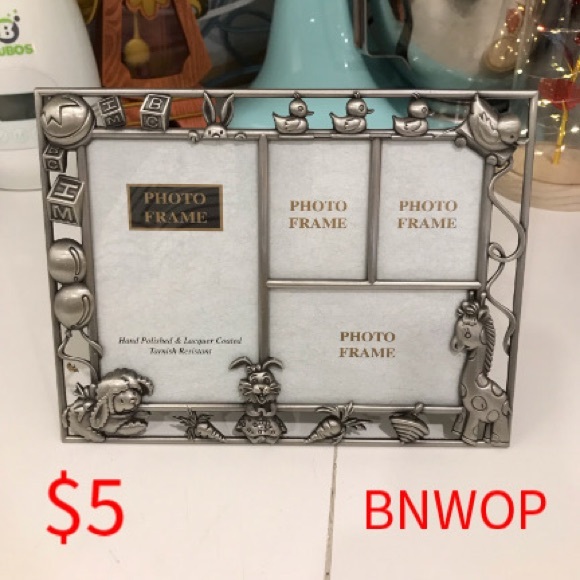 B
UBOS
H
M
B
C
H
M
PHOTO
FRAME
PHOTO
FRAME
PHOTO
FRAME
PHOTO
FRAME
Hand Polished & Lacquer Coated
Tarnish Resistant
$5
BNWOP